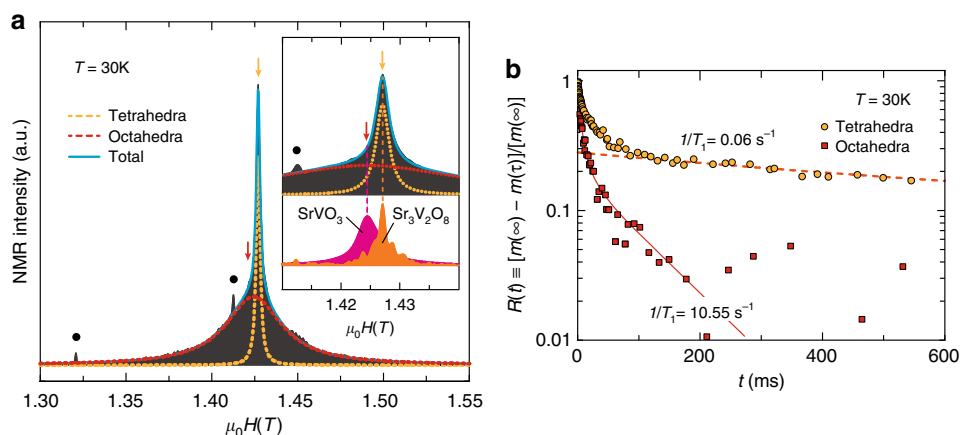 a
T = 30K
Tetrahedra
Octahedra
Total
NMR intensity (a.u.)
1.30 1.35 1.40 1.45 1.50 1.55
μ₀H(T)
SrVO₃
Sr₃V₂O₈
1.42 1.43
μ₀H(T)
b
R(t) ≡ [m(∞) − m(τ)]/[m(∞)]
1
0.1
0.01
T = 30K
Tetrahedra
Octahedra
1/T₁= 0.06 s⁻¹
1/T₁= 10.55 s⁻¹
0 200 400 600
t (ms)